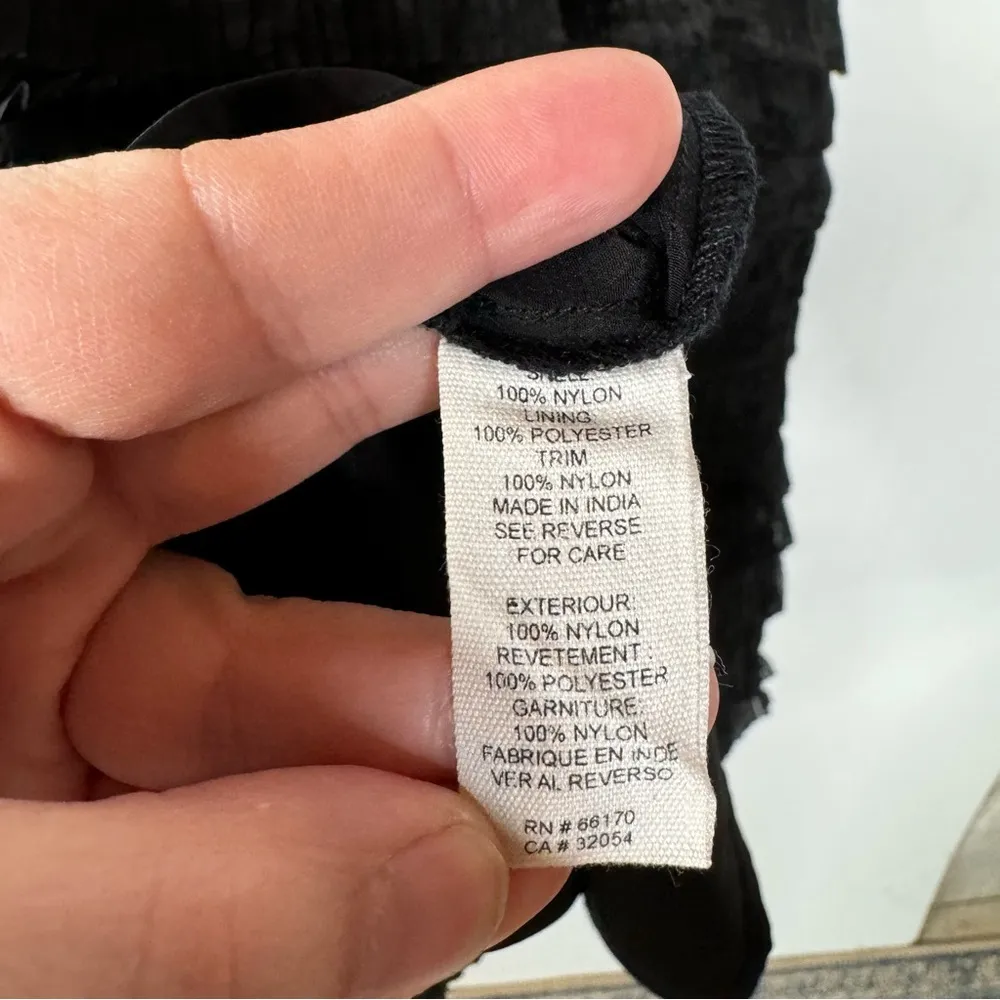 SHELL
100% NYLON
LINING
100% POLYESTER
TRIM
100% NYLON
MADE IN INDIA
SEE REVERSE
FOR CARE
EXTERIOUR:
100% NYLON
REVETEMENT :
100% POLYESTER
GARNITURE:
100% NYLON
FABRIQUE EN INDE
VER AL REVERSO
RN # 66170
CA # 32054